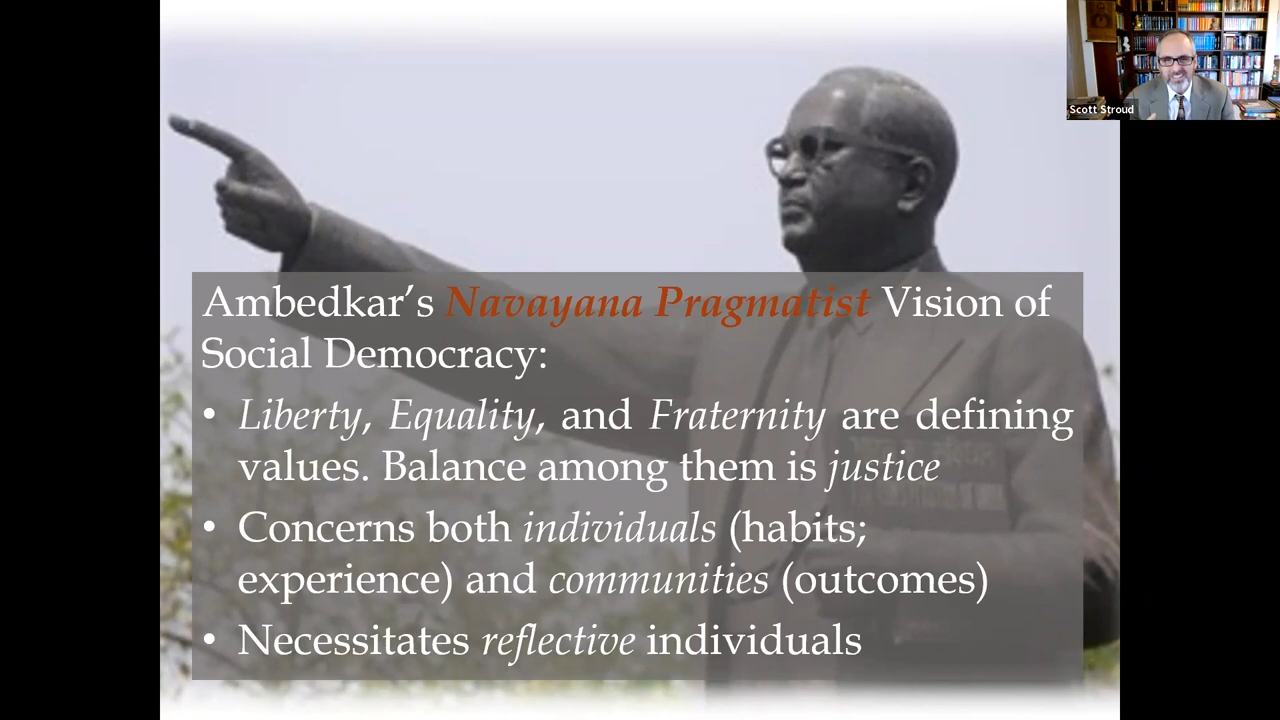 Scott Stroud
Ambedkar’s Navayana Pragmatist Vision of
Social Democracy:
• Liberty, Equality, and Fraternity are defining
values. Balance among them is justice
• Concerns both individuals (habits;
experience) and communities (outcomes)
• Necessitates reflective individuals